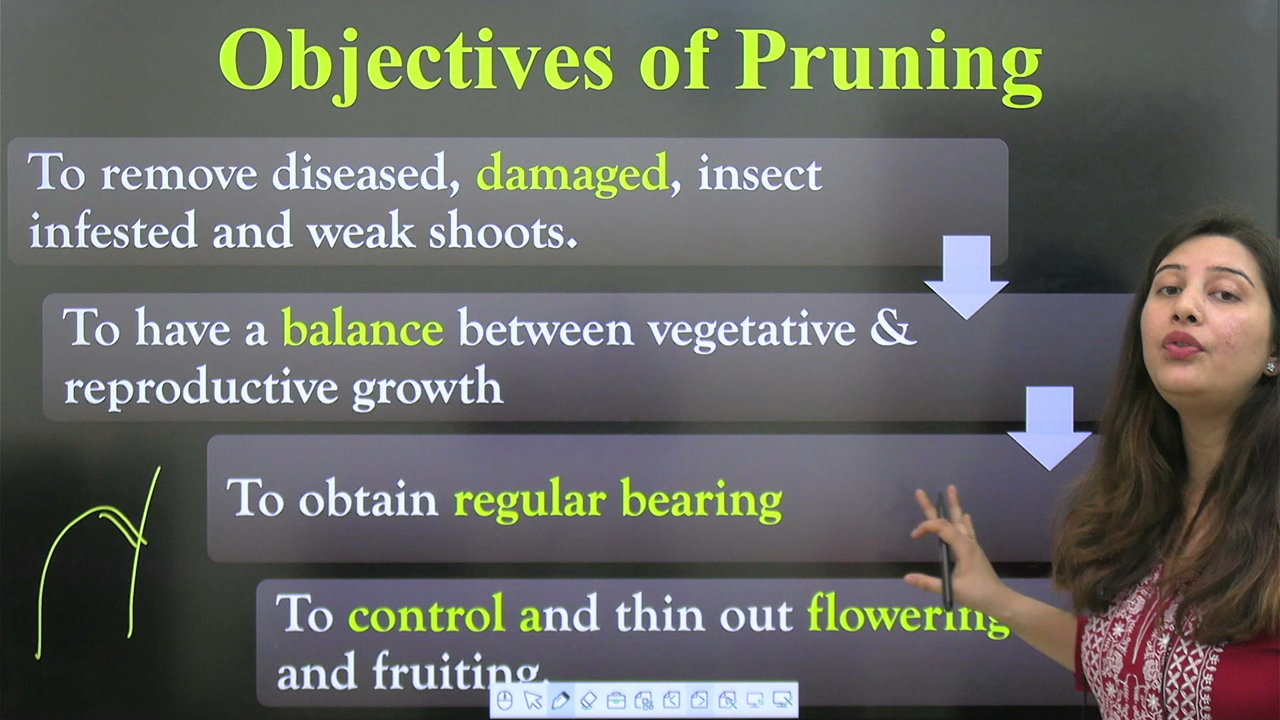 Objectives of Pruning
To remove diseased, damaged, insect
infested and weak shoots.
To have a balance between vegetative &
reproductive growth
To obtain regular bearing
To control and thin out flowering
and fruiting.